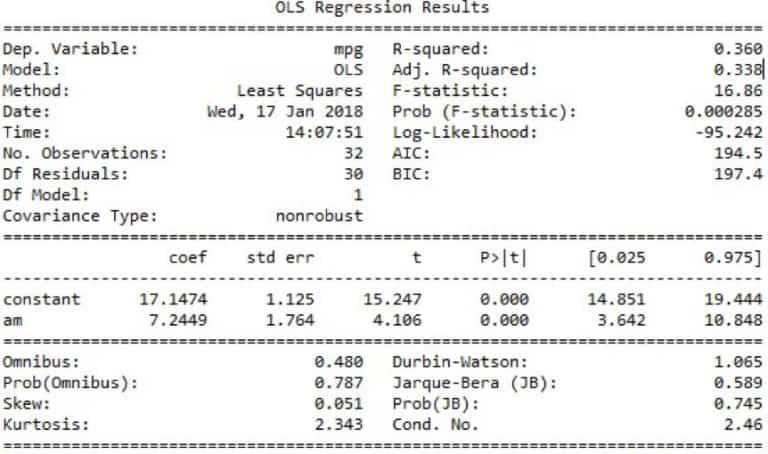 OLS Regression Results
==============================================================================
Dep. Variable:                    mpg   R-squared:                       0.360
Model:                            OLS   Adj. R-squared:                  0.338
Method:                 Least Squares   F-statistic:                     16.86
Date:                Wed, 17 Jan 2018   Prob (F-statistic):           0.000285
Time:                        14:07:51   Log-Likelihood:                -95.242
No. Observations:                  32   AIC:                             194.5
Df Residuals:                      30   BIC:                             197.4
Df Model:                           1
Covariance Type:            nonrobust
==============================================================================
                 coef    std err          t      P>|t|      [0.025      0.975]
------------------------------------------------------------------------------
constant      17.1474      1.125     15.247      0.000      14.851      19.444
am             7.2449      1.764      4.106      0.000       3.642      10.848
==============================================================================
Omnibus:                        0.480   Durbin-Watson:                   1.065
Prob(Omnibus):                  0.787   Jarque-Bera (JB):                0.589
Skew:                           0.051   Prob(JB):                        0.745
Kurtosis:                       2.343   Cond. No.                         2.46
==============================================================================